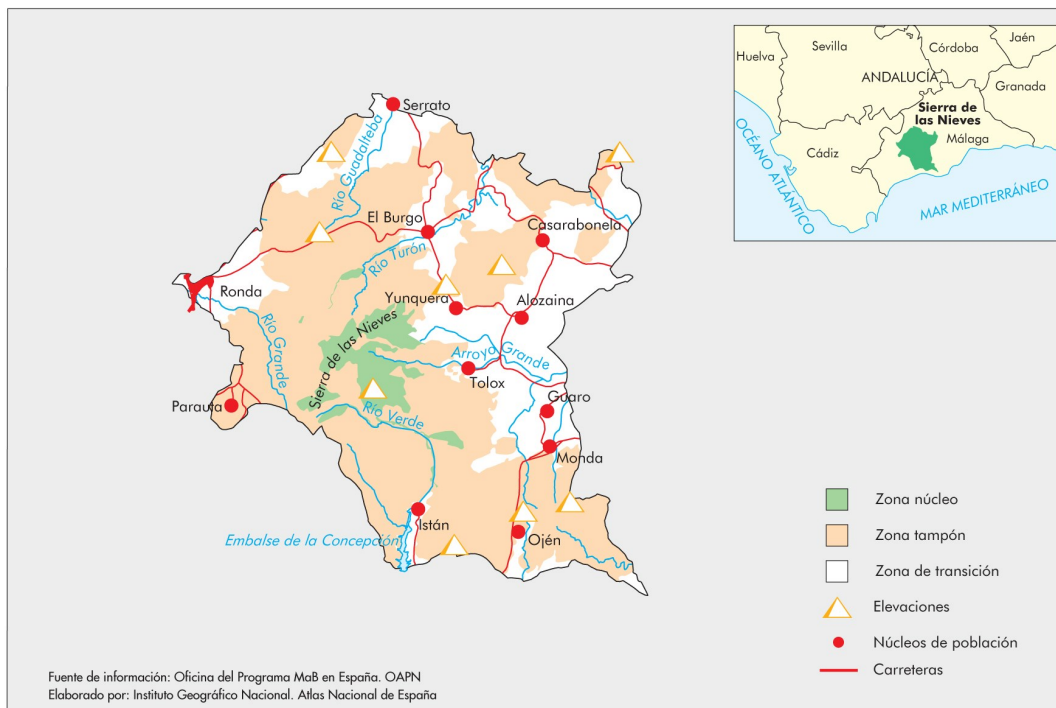 Serrato
Río Guadalteba
El Burgo
Casarabonela
Río Turón
Ronda
Yunquera
Alozaina
Río Grande
Sierra de las Nieves
Arroyo Grande
Tolox
Guaro
Parauta
Río Verde
Monda
Istán
Ojén
Embalse de la Concepción
Huelva
Sevilla
Córdoba
Jaén
ANDALUCÍA
Granada
Sierra de
las Nieves
Málaga
Cádiz
OCÉANO ATLÁNTICO
MAR MEDITERRÁNEO
Zona núcleo
Zona tampón
Zona de transición
Elevaciones
Núcleos de población
Carreteras
Fuente de información: Oficina del Programa MaB en España. OAPN
Elaborado por: Instituto Geográfico Nacional. Atlas Nacional de España